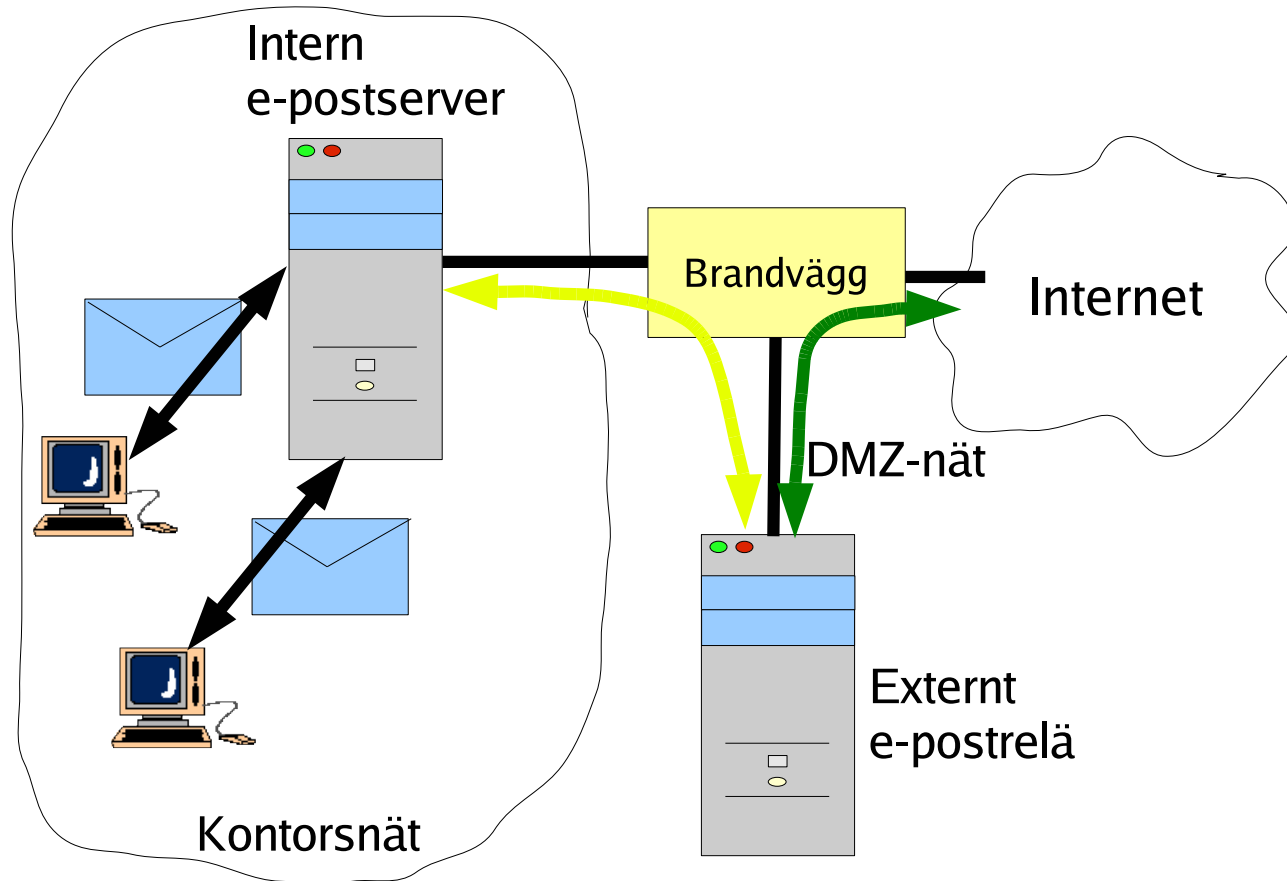 Intern
e-postserver
Brandvägg
Internet
DMZ-nät
Externt
e-postrelä
Kontorsnät